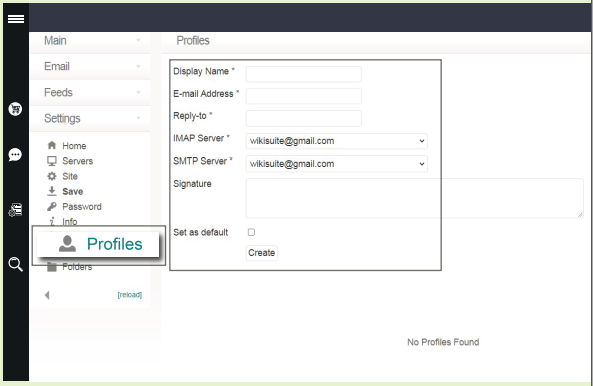 Main
Email
Feeds
Settings
Home
Servers
Site
Save
Password
Info
Profiles
Folders
[reload]
Profiles
Display Name *
E-mail Address *
Reply-to *
IMAP Server * wikisuite@gmail.com
SMTP Server * wikisuite@gmail.com
Signature
Set as default
Create
No Profiles Found